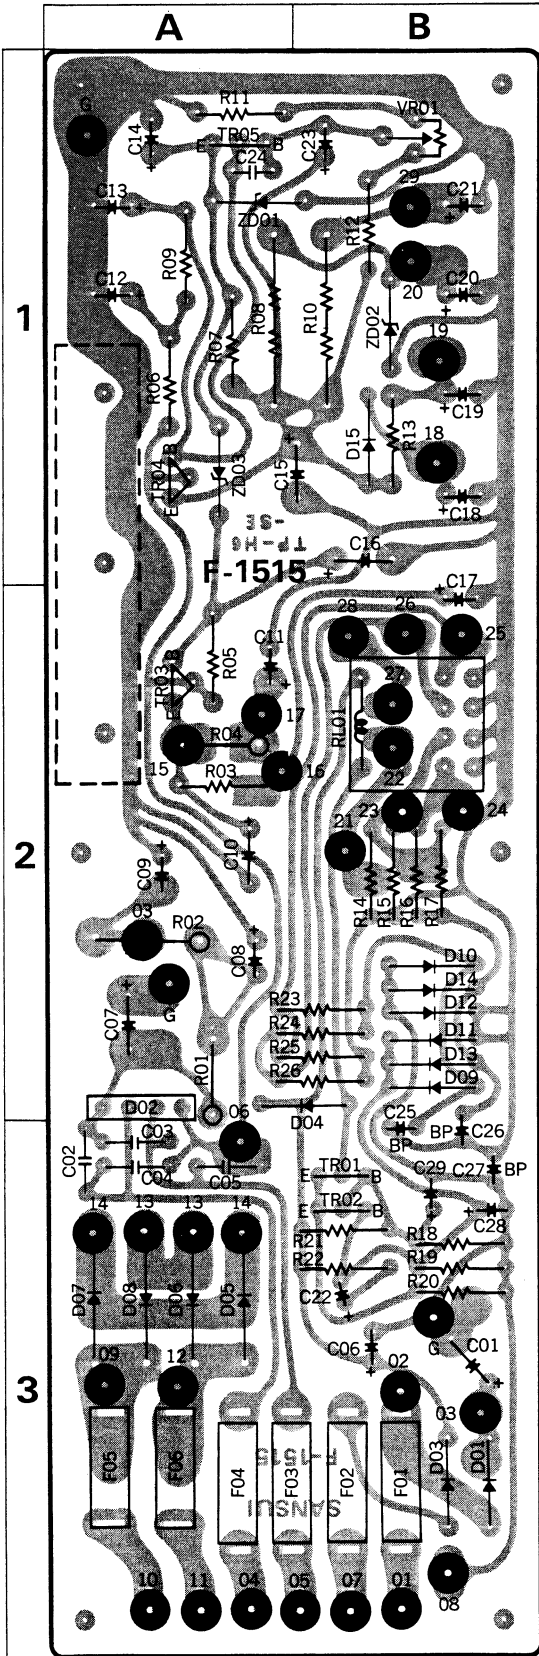 A B
1
G
R11
VR01
C14
TR05
E B
C23
C24
C13
ZD01
R12
29
C21
R09
20
C12
C20
R08
R10
ZD02
19
R07
R06
C19
D15
R13
18
B
TR04
E
ZD03
C15
C18
TP-H6
-SE
C16
F-1515
C17
28
26
25
C11
R05
B
TR03
E
27
17
RL01
R04
15
22
R03
16
23
24
2
21
C10
C09
R14
R15
R16
R17
03
R02
C08
D10
G
D14
R23
D12
C07
R24
D11
R25
D13
R01
R26
D09
D02
06
D04
C25
BP
BP
C26
C03
C02
C04
C05
TR01
E B
C27
BP
C29
TR02
E B
C28
14
13
13
14
R21
R18
R22
R19
R20
D07
D08
D06
D05
C22
G
C06
C01
3
09
12
02
03
F05
F06
F04
F03
F02
F01
D03
D01
F-1515
SANSUI
10
11
04
05
07
01
08